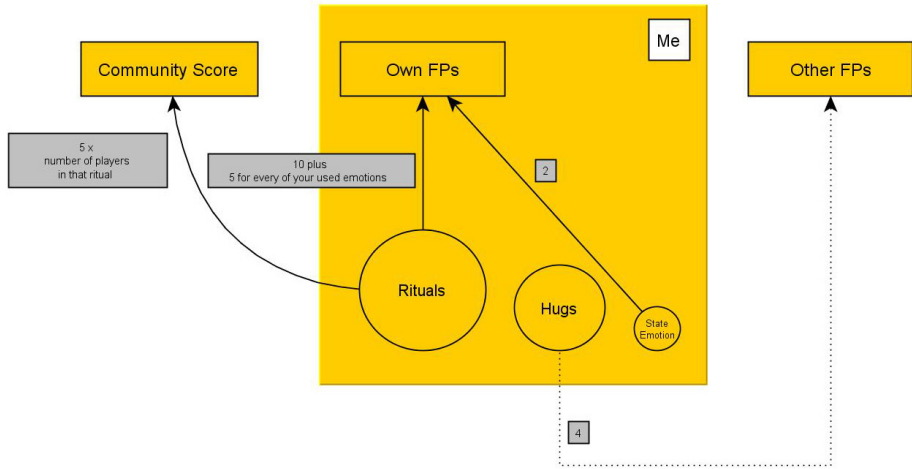 Me
Community Score
Own FPs
Other FPs
5 x
number of players
in that ritual
10 plus
5 for every of your used emotions
2
Rituals
Hugs
State
Emotion
4